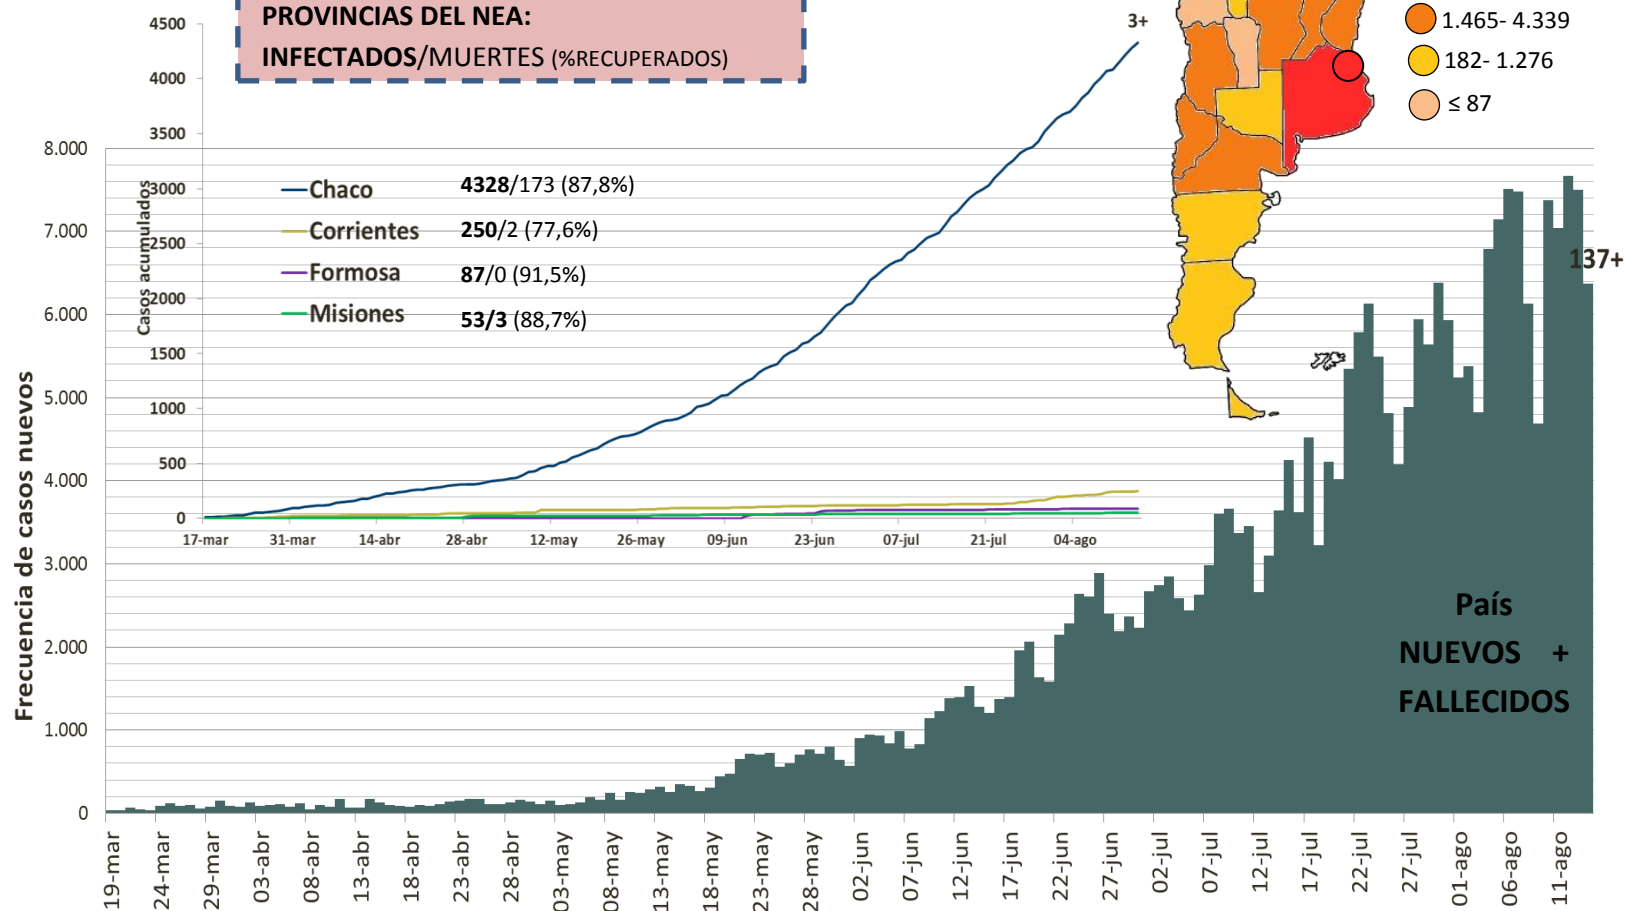 PROVINCIAS DEL NEA:
INFECTADOS/MUERTES (%RECUPERADOS)
4500
4000
3500
3000
2500
2000
1500
1000
500
0
Casos acumulados
3+
1.465- 4.339
182- 1.276
≤ 87
Chaco 4328/173 (87,8%)
Corrientes 250/2 (77,6%)
Formosa 87/0 (91,5%)
Misiones 53/3 (88,7%)
17-mar 31-mar 14-abr 28-abr 12-may 26-may 09-jun 23-jun 07-jul 21-jul 04-ago
8.000
7.000
6.000
5.000
4.000
3.000
2.000
1.000
0
Frecuencia de casos nuevos
137+
País
NUEVOS +
FALLECIDOS
19-mar 24-mar 29-mar 03-abr 08-abr 13-abr 18-abr 23-abr 28-abr 03-may 08-may 13-may 18-may 23-may 28-may 02-jun 07-jun 12-jun 17-jun 22-jun 27-jun 02-jul 07-jul 12-jul 17-jul 22-jul 27-jul 01-ago 06-ago 11-ago